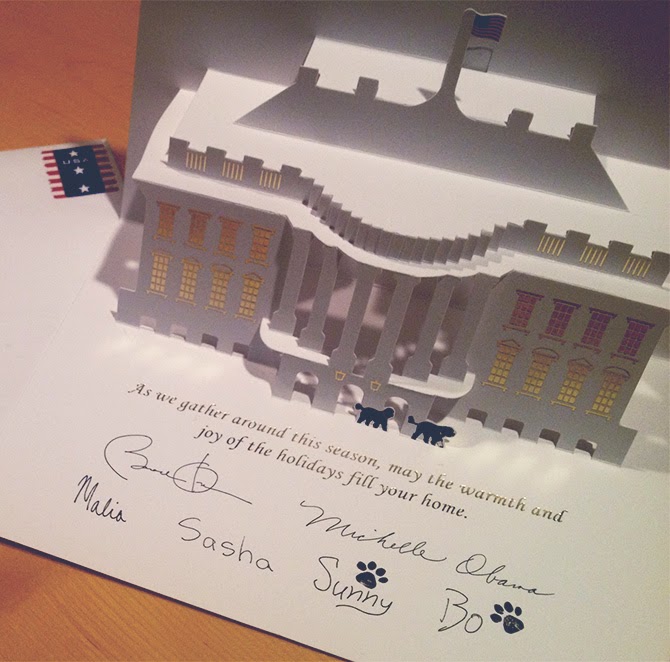 USA
As we gather around this season, may the warmth and
joy of the holidays fill your home.
Michelle Obama
Malia
Sasha
Sunny
Bo